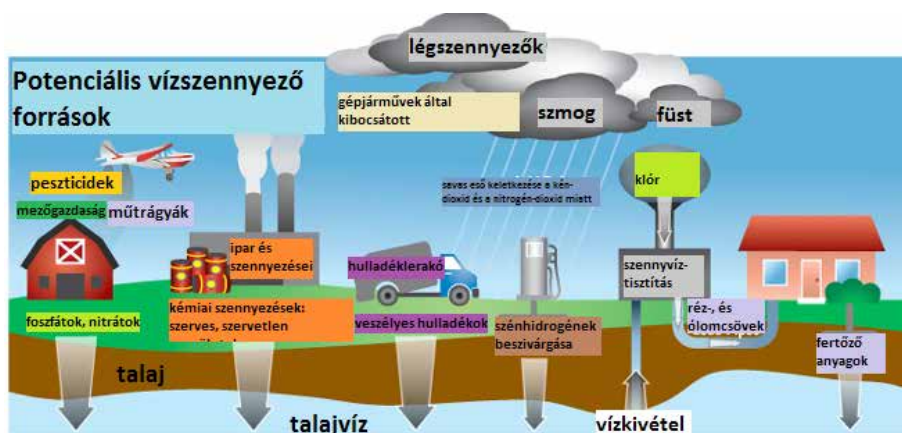 légszennyezők
Potenciális vízszennyező
források
gépjárművek által
kibocsátott
szmog
füst
peszticidek
mezőgazdaság
műtrágyák
savas eső keletkezése a kén-
dioxid és a nitrogén-dioxid miatt
klór
ipar és
szennyezései
hulladéklerakó
szennyvíz-
tisztítás
foszfátok, nitrátok
kémiai szennyezések:
szerves, szervetlen
veszélyes hulladékok
szénhidrogének
beszivárgása
réz-, és
ólomcsövek
fertőző
anyagok
talaj
talajvíz
vízkivétel